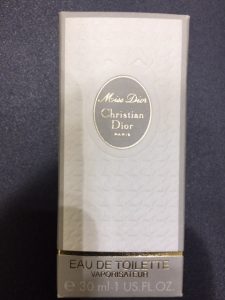 Miss Dior
Christian
Dior
PARIS
EAU DE TOILETTE
VAPORISATEUR
℮ 30 ml-1 US FL.OZ.